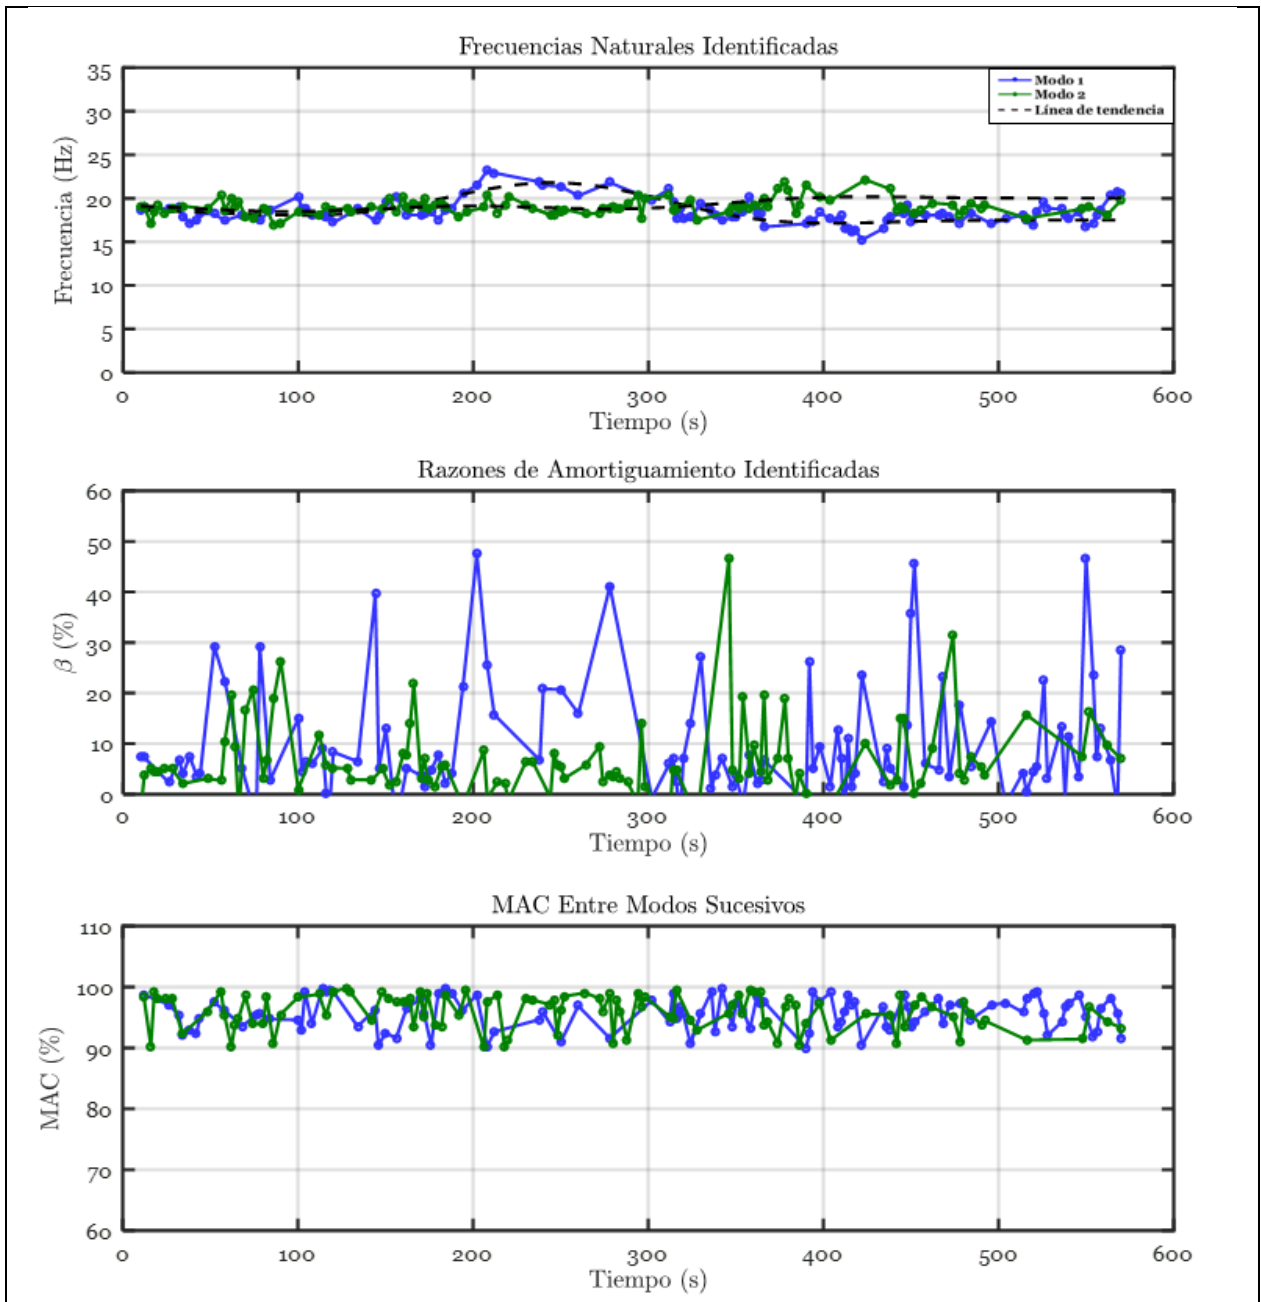 Frecuencias Naturales Identificadas
35
30
25
20
15
10
5
0
Frecuencia (Hz)
Modo 1
Modo 2
Línea de tendencia
0 100 200 300 400 500 600
Tiempo (s)
Razones de Amortiguamiento Identificadas
60
50
40
30
20
10
0
β (%)
0 100 200 300 400 500 600
Tiempo (s)
MAC Entre Modos Sucesivos
110
100
90
80
70
60
MAC (%)
0 100 200 300 400 500 600
Tiempo (s)